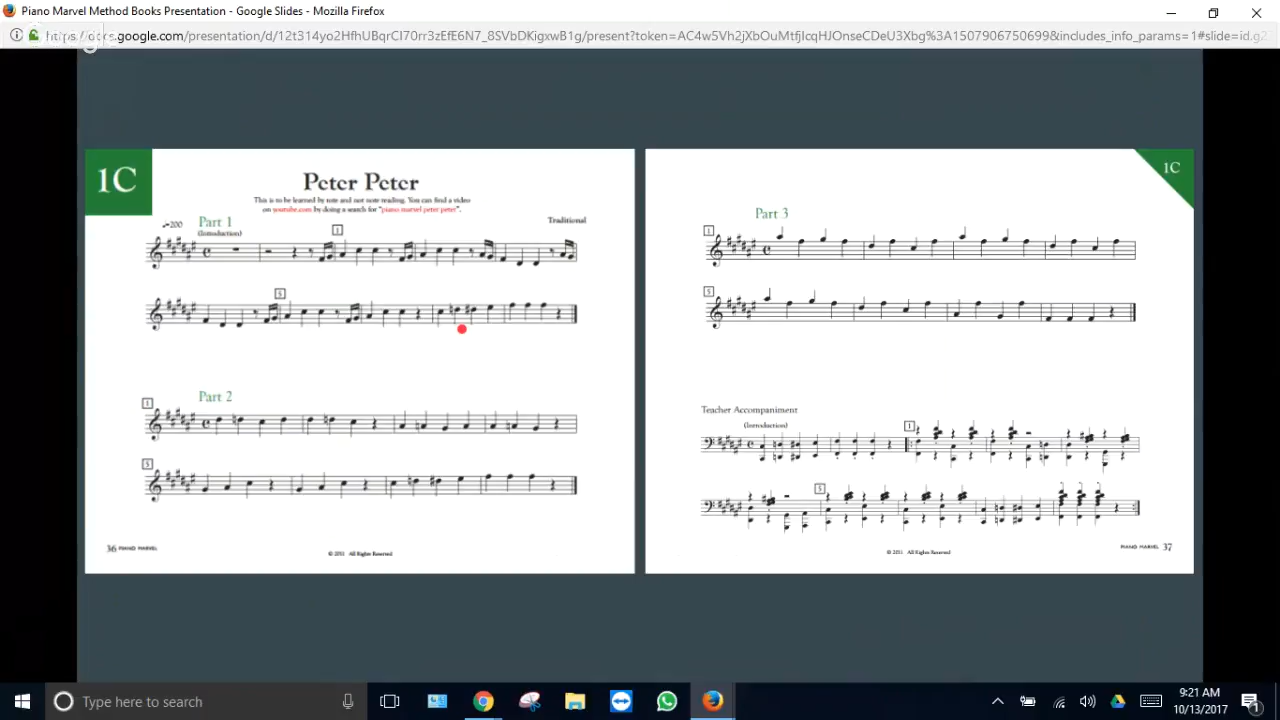 Piano Marvel Method Books Presentation - Google Slides - Mozilla Firefox
1C
Peter Peter
This is to be learned by rote and not note reading. You can find a video
on youtube.com by doing a search for "piano marvel peter peter".
Traditional
♩=200
Part 1
(Introduction)
1
5
Part 2
1
5
36 PIANO MARVEL
© 2011 All Rights Reserved
1C
Part 3
1
5
Teacher Accompaniment
(Introduction)
1
5
© 2011 All Rights Reserved
PIANO MARVEL 37
Type here to search
9:21 AM
10/13/2017
1